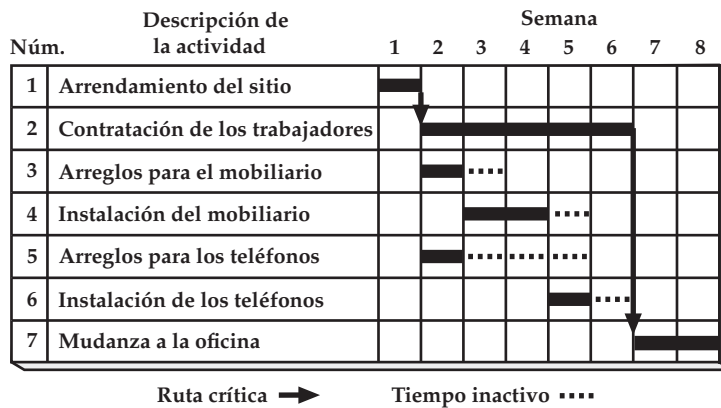 Descripción de
Semana
Núm. la actividad 1 2 3 4 5 6 7 8
1 Arrendamiento del sitio
2 Contratación de los trabajadores
3 Arreglos para el mobiliario
4 Instalación del mobiliario
5 Arreglos para los teléfonos
6 Instalación de los teléfonos
7 Mudanza a la oficina
Ruta crítica Tiempo inactivo